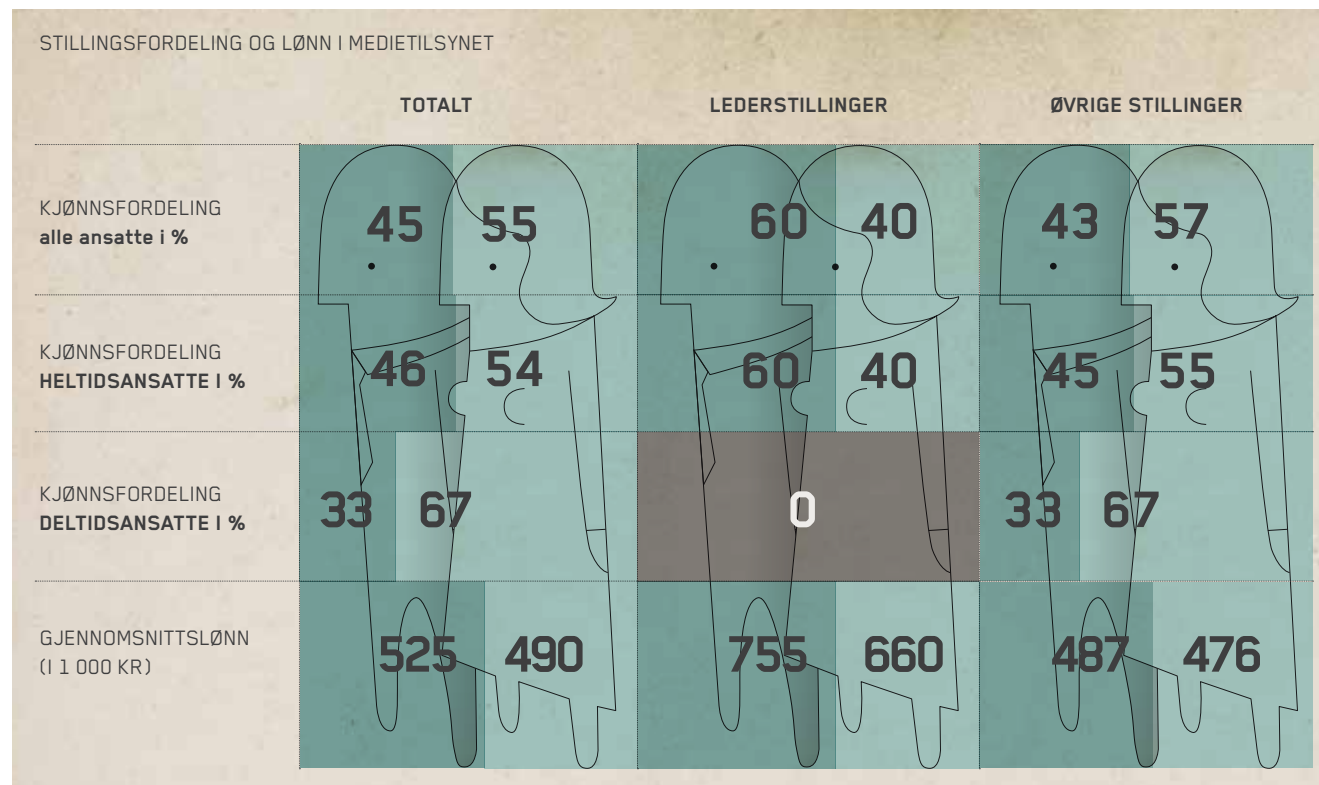 STILLINGSFORDELING OG LØNN I MEDIETILSYNET
TOTALT LEDERSTILLINGER ØVRIGE STILLINGER
KJØNNSFORDELING
alle ansatte i %
45 55 60 40 43 57
KJØNNSFORDELING
HELTIDSANSATTE I %
46 54 60 40 45 55
KJØNNSFORDELING
DELTIDSANSATTE I %
33 67 0 33 67
GJENNOMSNITTSLØNN
(I 1 000 KR)
525 490 755 660 487 476